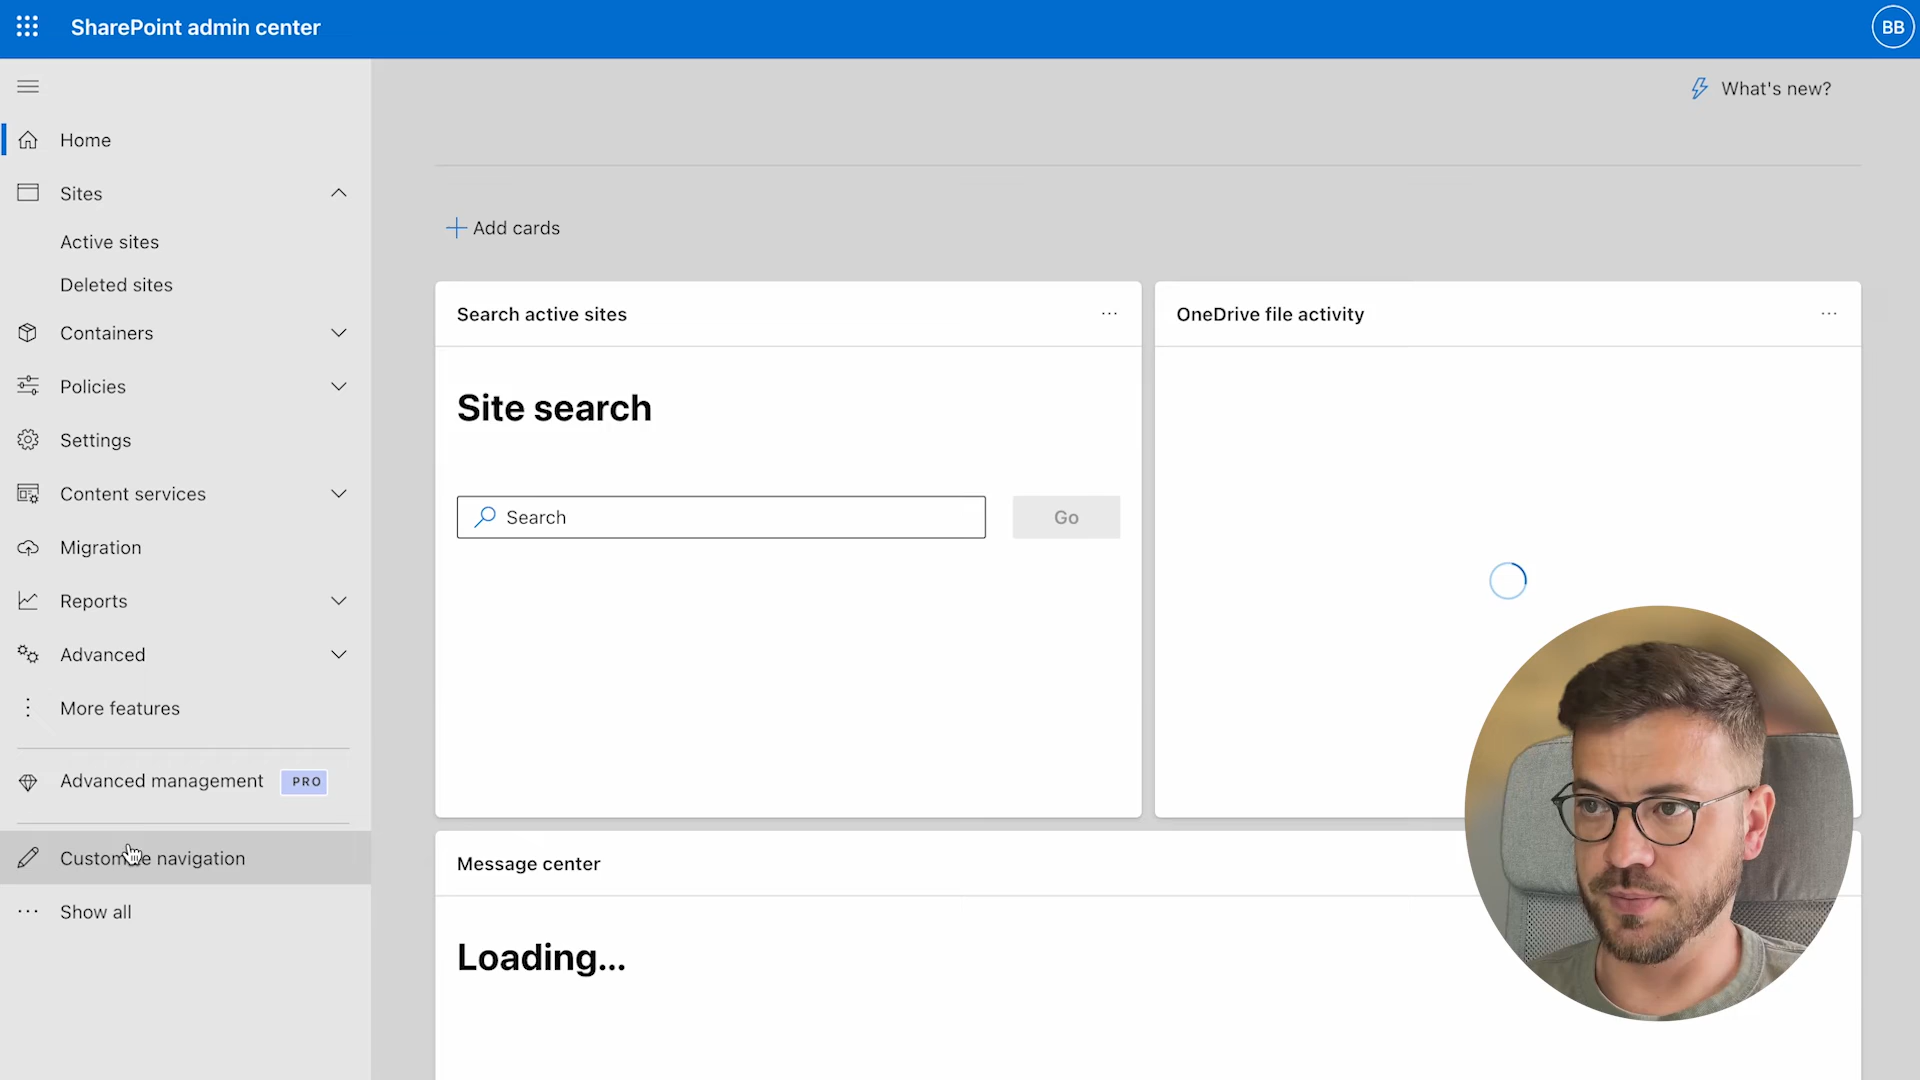 SharePoint admin center
BB
What's new?
Home
Sites
Active sites
Deleted sites
Containers
Policies
Settings
Content services
Migration
Reports
Advanced
More features
Advanced management PRO
Customize navigation
Show all
Add cards
Search active sites
Site search
Search
Go
OneDrive file activity
Message center
Loading...